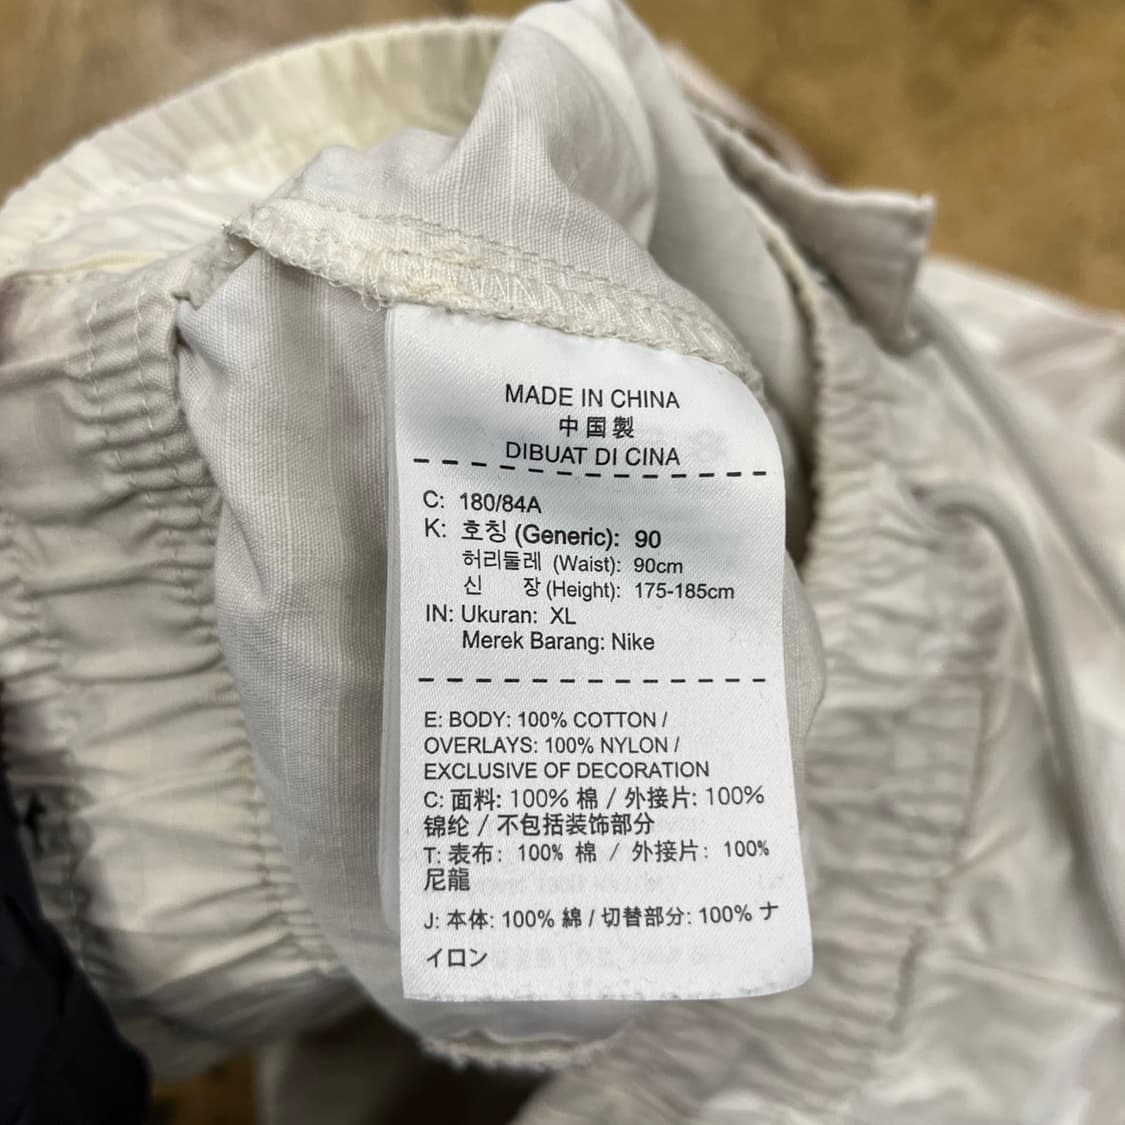 MADE IN CHINA
中国製
DIBUAT DI CINA
C: 180/84A
K: 호칭 (Generic): 90
허리둘레 (Waist): 90cm
신 장 (Height): 175-185cm
IN: Ukuran: XL
Merek Barang: Nike
E: BODY: 100% COTTON /
OVERLAYS: 100% NYLON /
EXCLUSIVE OF DECORATION
C: 面料: 100% 棉 / 外接片: 100%
锦纶 / 不包括装饰部分
T: 表布: 100% 棉 / 外接片: 100%
尼龍
J: 本体: 100% 綿 / 切替部分: 100% ナ
イロン